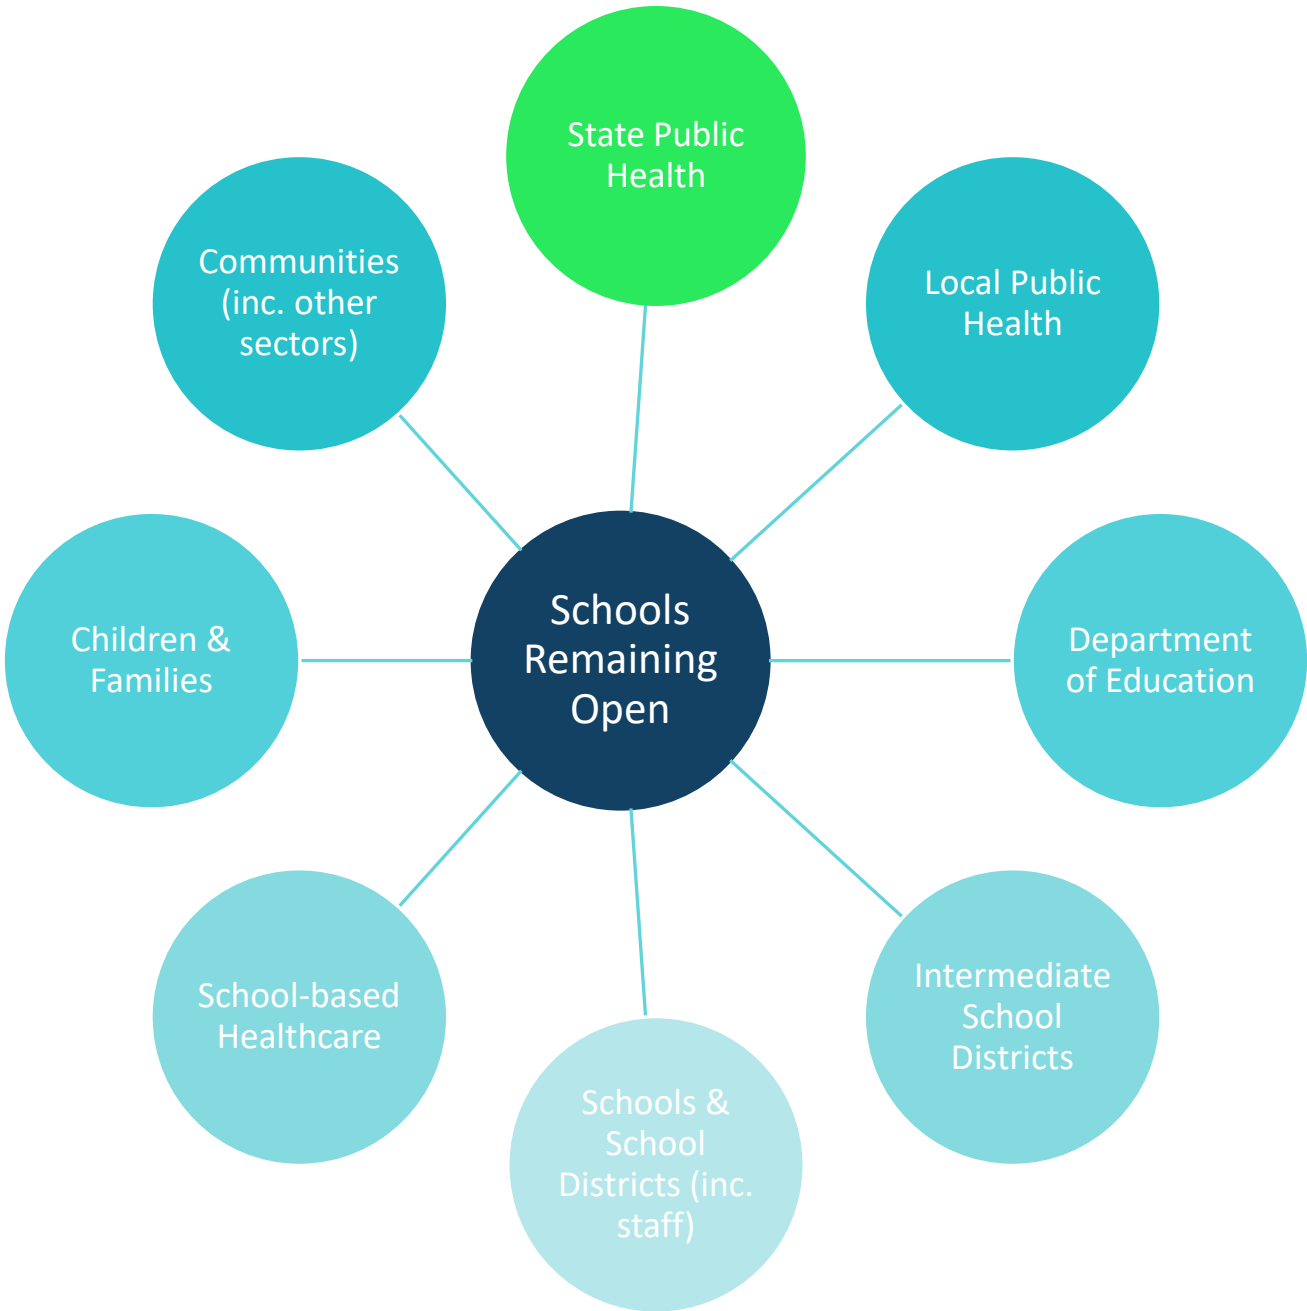 State Public
Health
Communities
(inc. other
sectors)
Local Public
Health
Schools
Remaining
Open
Children &
Families
Department
of Education
School-based
Healthcare
Intermediate
School
Districts
Schools &
School
Districts (inc.
staff)